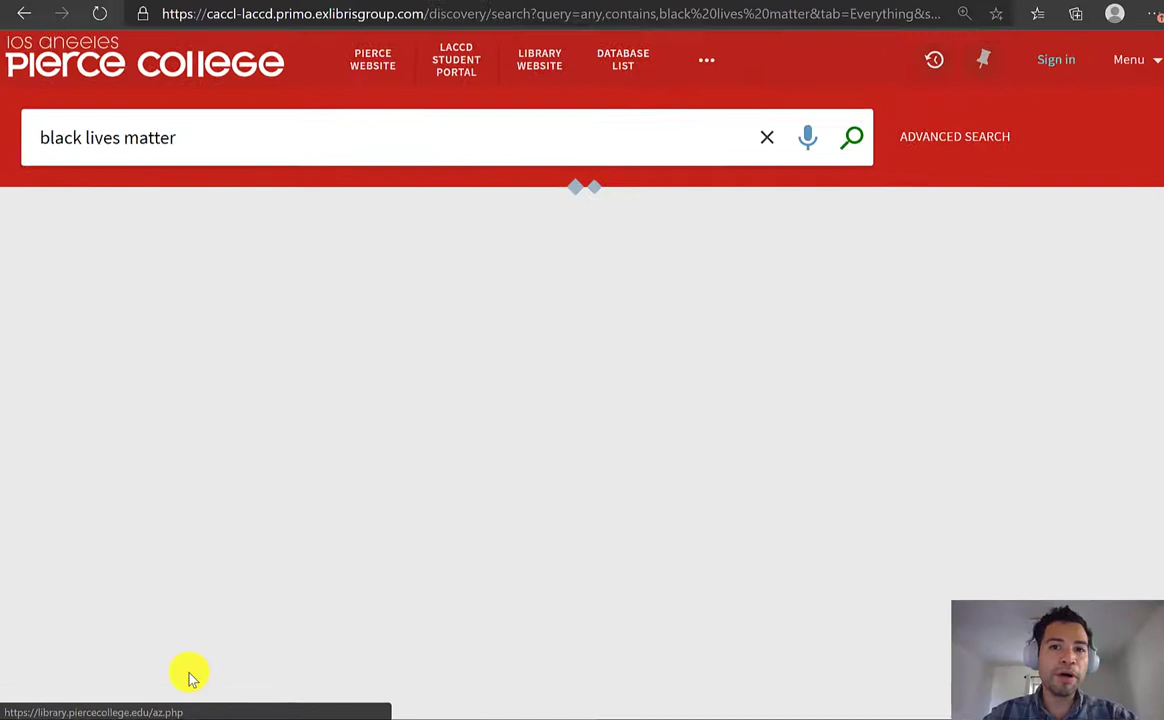 https://caccl-laccd.primo.exlibrisgroup.com/discovery/search?query=any,contains,black%20lives%20matter&tab=Everything&s...
los angeles
PIERCE COLLEGE
PIERCE
WEBSITE
LACCD
STUDENT
PORTAL
LIBRARY
WEBSITE
DATABASE
LIST
Sign in
Menu
black lives matter
ADVANCED SEARCH
https://library.piercecollege.edu/az.php